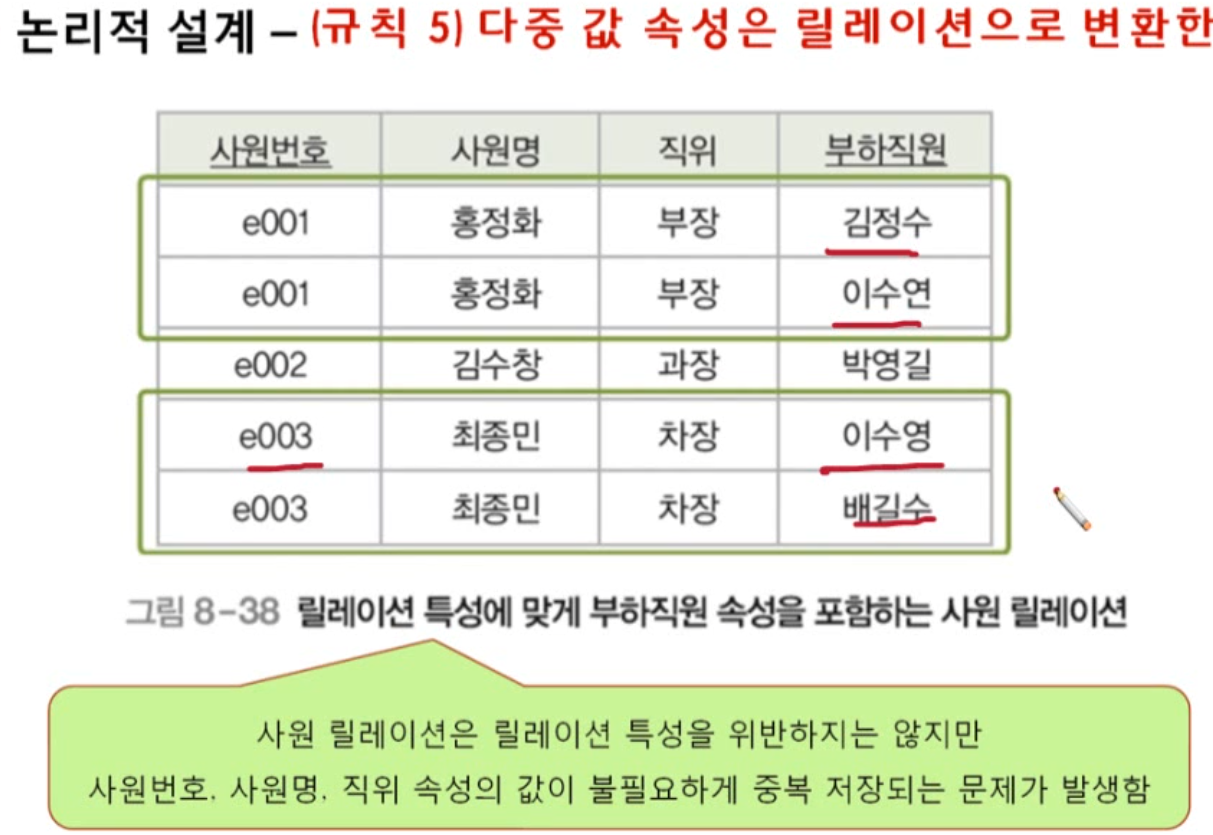 논리적 설계 – (규칙 5) 다중 값 속성은 릴레이션으로 변환한
사원번호 사원명 직위 부하직원
e001 홍정화 부장 김정수
e001 홍정화 부장 이수연
e002 김수창 과장 박영길
e003 최종민 차장 이수영
e003 최종민 차장 배길수
그림 8-38 릴레이션 특성에 맞게 부하직원 속성을 포함하는 사원 릴레이션
사원 릴레이션은 릴레이션 특성을 위반하지는 않지만
사원번호, 사원명, 직위 속성의 값이 불필요하게 중복 저장되는 문제가 발생함